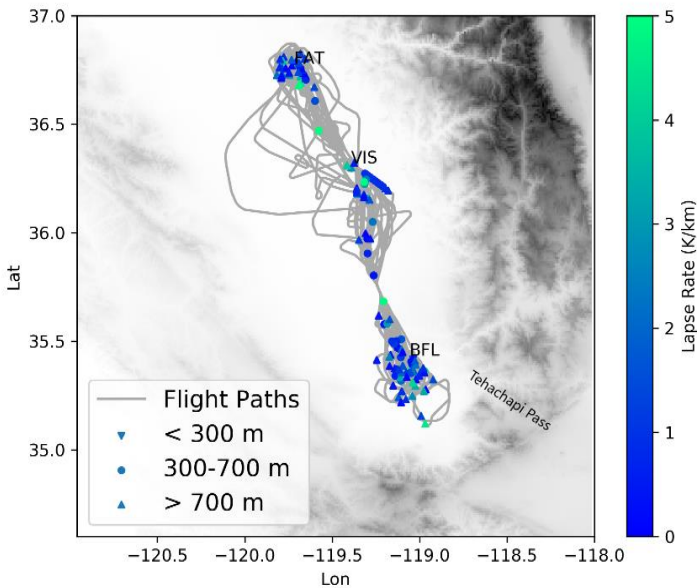 37.0
36.5
36.0
35.5
35.0
Lat
FAT
VIS
BFL
Tehachapi Pass
Flight Paths
< 300 m
300-700 m
> 700 m
−120.5 −120.0 −119.5 −119.0 −118.5 −118.0
Lon
5
4
3
2
1
0
Lapse Rate (K/km)